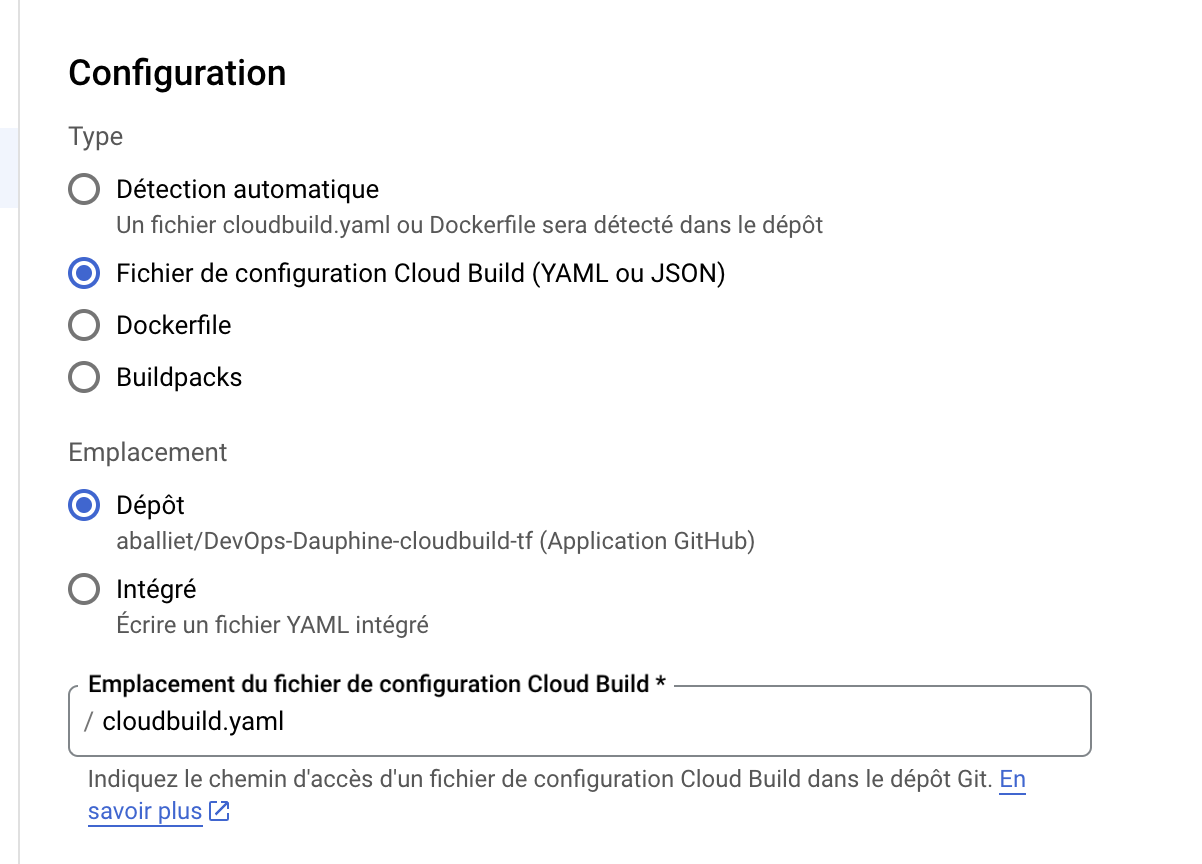 Configuration
Type
Détection automatique
Un fichier cloudbuild.yaml ou Dockerfile sera détecté dans le dépôt
Fichier de configuration Cloud Build (YAML ou JSON)
Dockerfile
Buildpacks
Emplacement
Dépôt
aballiet/DevOps-Dauphine-cloudbuild-tf (Application GitHub)
Intégré
Écrire un fichier YAML intégré
Emplacement du fichier de configuration Cloud Build *
/ cloudbuild.yaml
Indiquez le chemin d'accès d'un fichier de configuration Cloud Build dans le dépôt Git. En
savoir plus